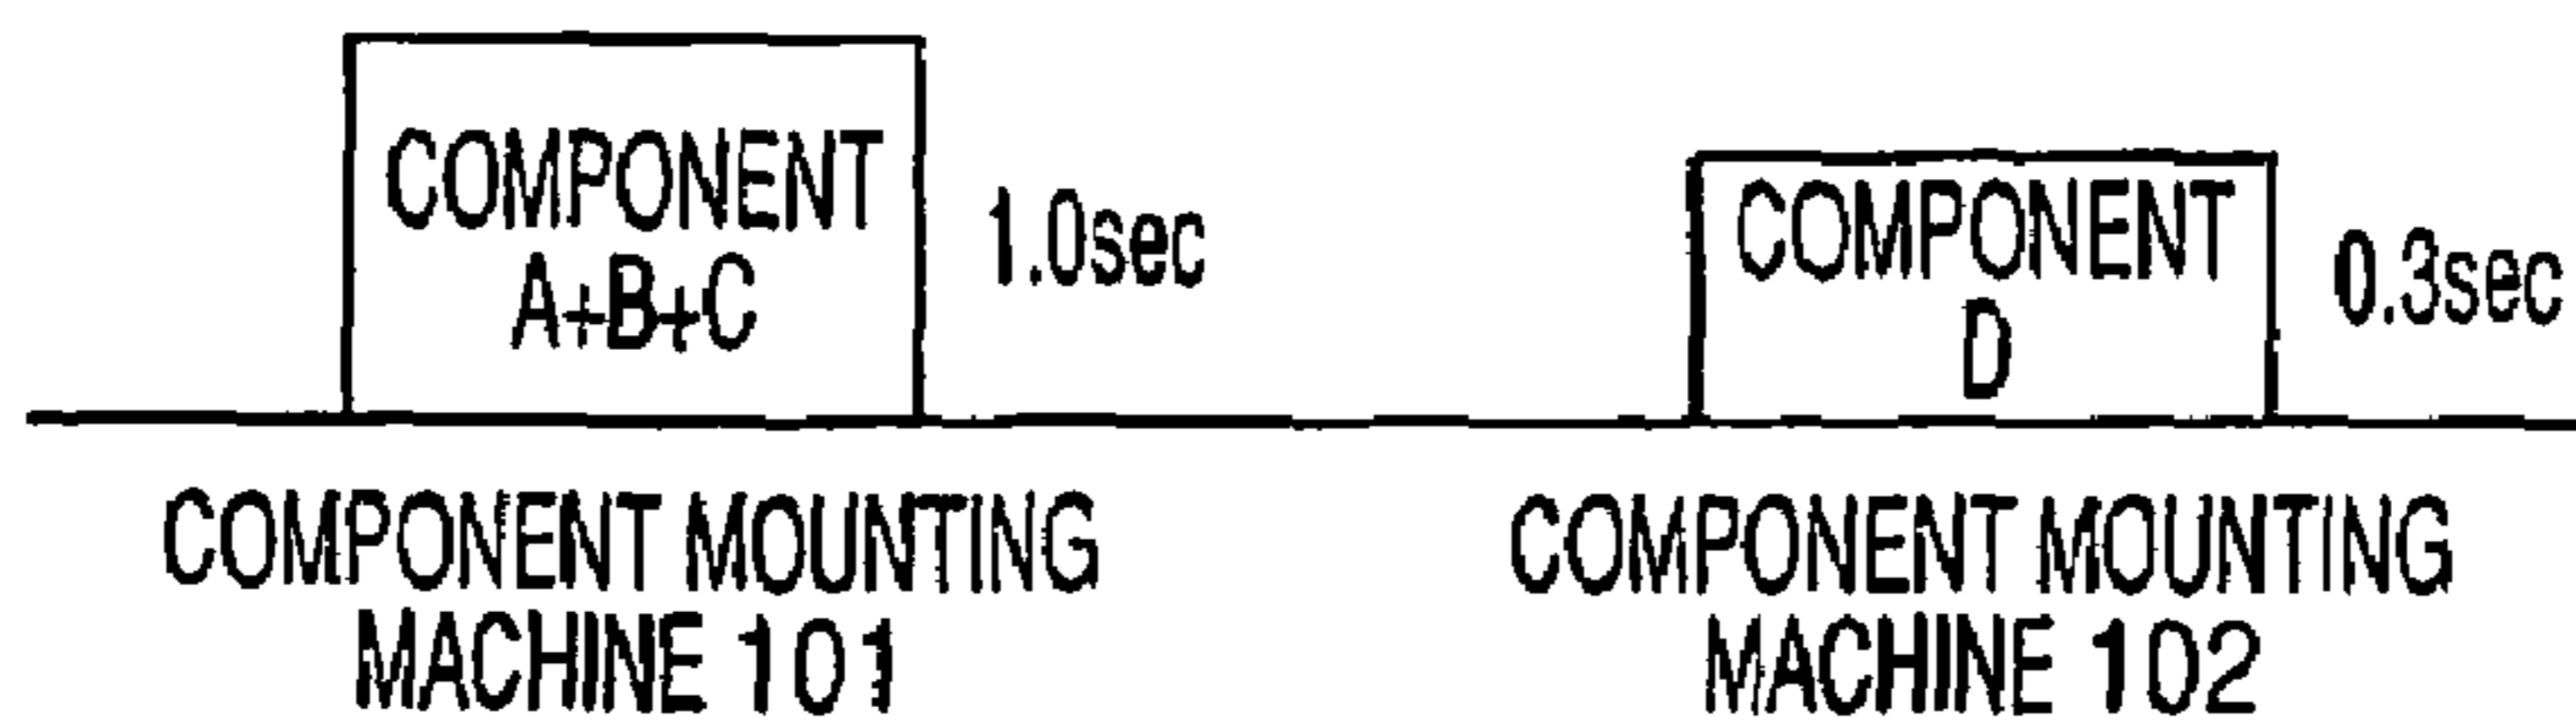 COMPONENT
A+B+C
1.0sec
COMPONENT
D
0.3sec
COMPONENT MOUNTING
MACHINE 101
COMPONENT MOUNTING
MACHINE 102